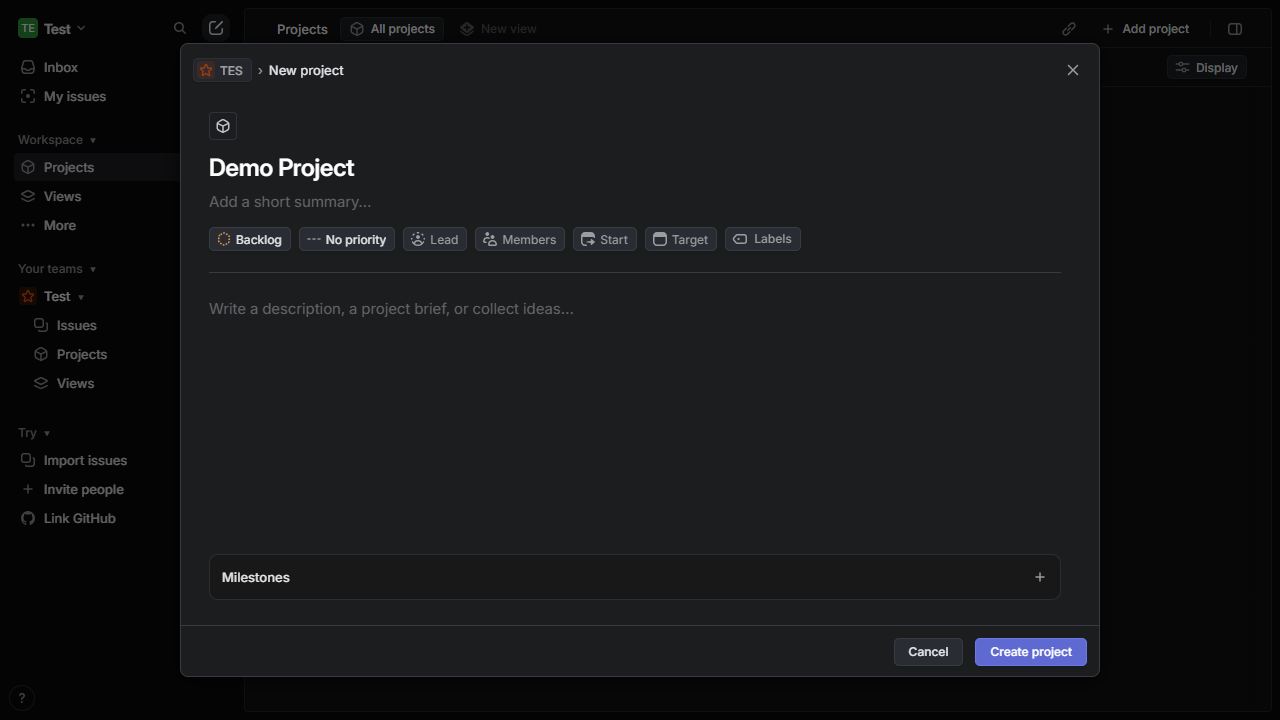 TE Test
Projects
All projects
New view
Add project
Inbox
My issues
Display
Workspace
Projects
Views
More
Your teams
Test
Issues
Projects
Views
Try
Import issues
Invite people
Link GitHub
?
TES › New project
Demo Project
Add a short summary...
Backlog
--- No priority
Lead
Members
Start
Target
Labels
Write a description, a project brief, or collect ideas...
Milestones
Cancel
Create project